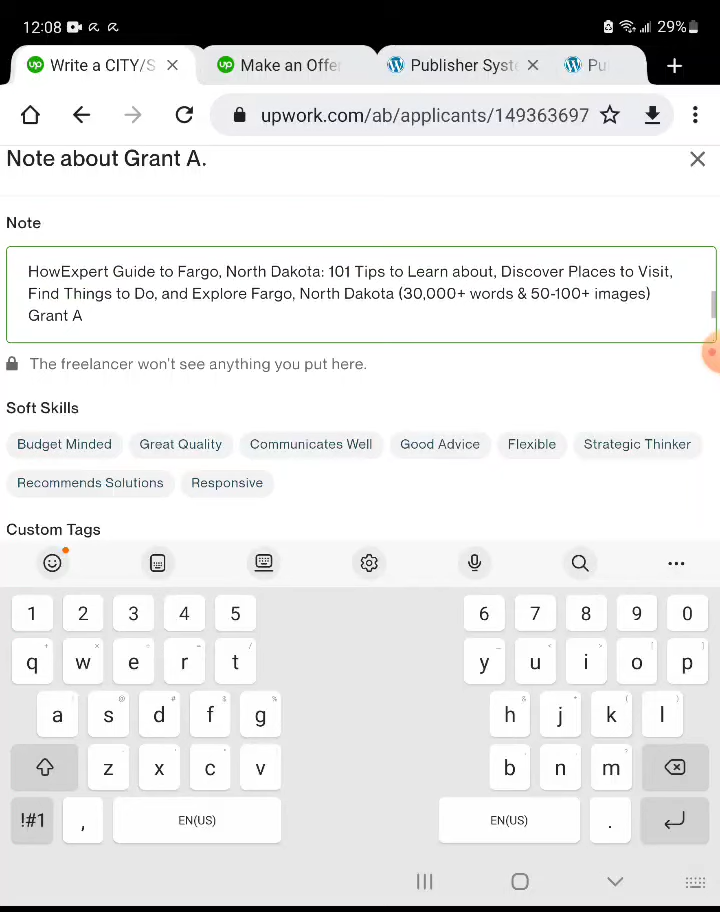 12:08
29%
up Write a CITY/S
up Make an Offe
Publisher Syste
Pu
upwork.com/ab/applicants/149363697
Note about Grant A.
Note
HowExpert Guide to Fargo, North Dakota: 101 Tips to Learn about, Discover Places to Visit,
Find Things to Do, and Explore Fargo, North Dakota (30,000+ words & 50-100+ images)
Grant A
The freelancer won't see anything you put here.
Soft Skills
Budget Minded Great Quality Communicates Well Good Advice Flexible Strategic Thinker
Recommends Solutions Responsive
Custom Tags
1 2 3 4 5 6 7 8 9 0
q w e r t y u i o p
a s d f g h j k l
z x c v b n m
!#1 , EN(US) EN(US) .